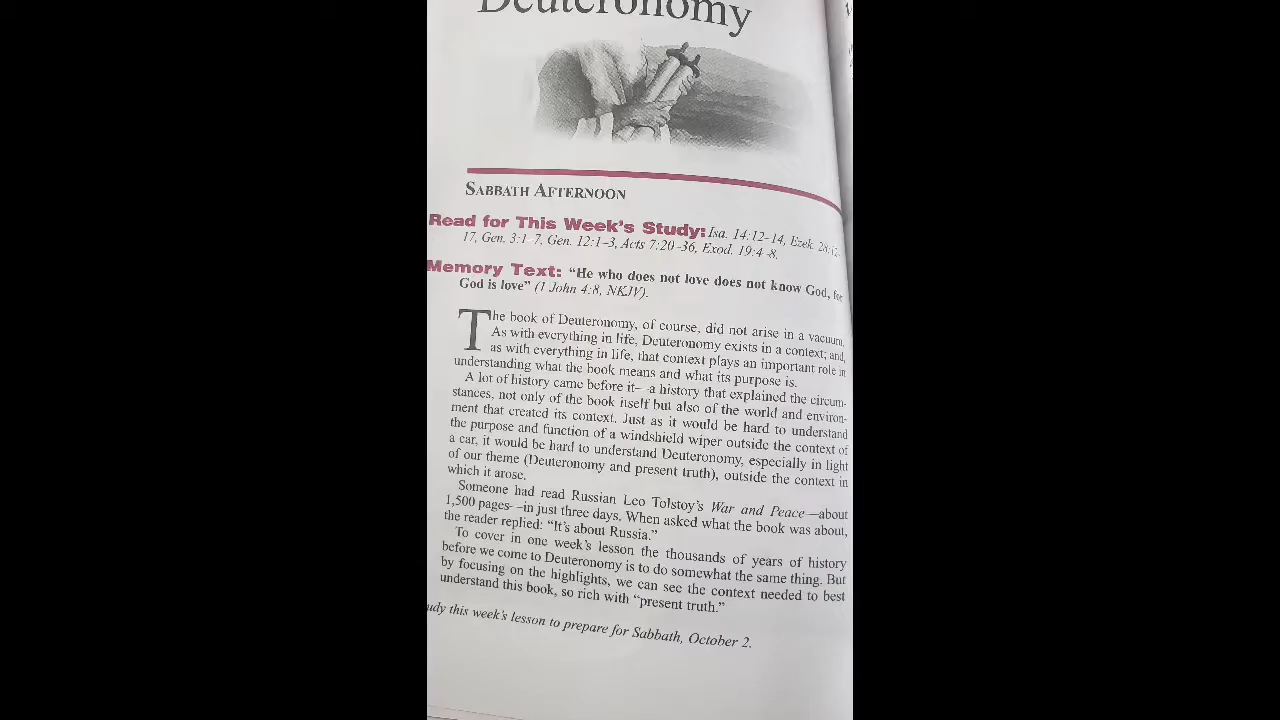 Deuteronomy
SABBATH AFTERNOON
Read for This Week's Study: Isa. 14:12–14, Ezek. 28:12–
17, Gen. 3:1–7, Gen. 12:1–3, Acts 7:20–36, Exod. 19:4–8.
Memory Text: “He who does not love does not know God, for
God is love” (1 John 4:8, NKJV).
The book of Deuteronomy, of course, did not arise in a vacuum.
As with everything in life, Deuteronomy exists in a context; and,
as with everything in life, that context plays an important role in
understanding what the book means and what its purpose is.
A lot of history came before it—a history that explained the circum-
stances, not only of the book itself but also of the world and environ-
ment that created its context. Just as it would be hard to understand
the purpose and function of a windshield wiper outside the context of
a car, it would be hard to understand Deuteronomy, especially in light
of our theme (Deuteronomy and present truth), outside the context in
which it arose.
Someone had read Russian Leo Tolstoy's War and Peace—about
1,500 pages—in just three days. When asked what the book was about,
the reader replied: “It's about Russia.”
To cover in one week's lesson the thousands of years of history
before we come to Deuteronomy is to do somewhat the same thing. But
by focusing on the highlights, we can see the context needed to best
understand this book, so rich with “present truth.”
udy this week's lesson to prepare for Sabbath, October 2.